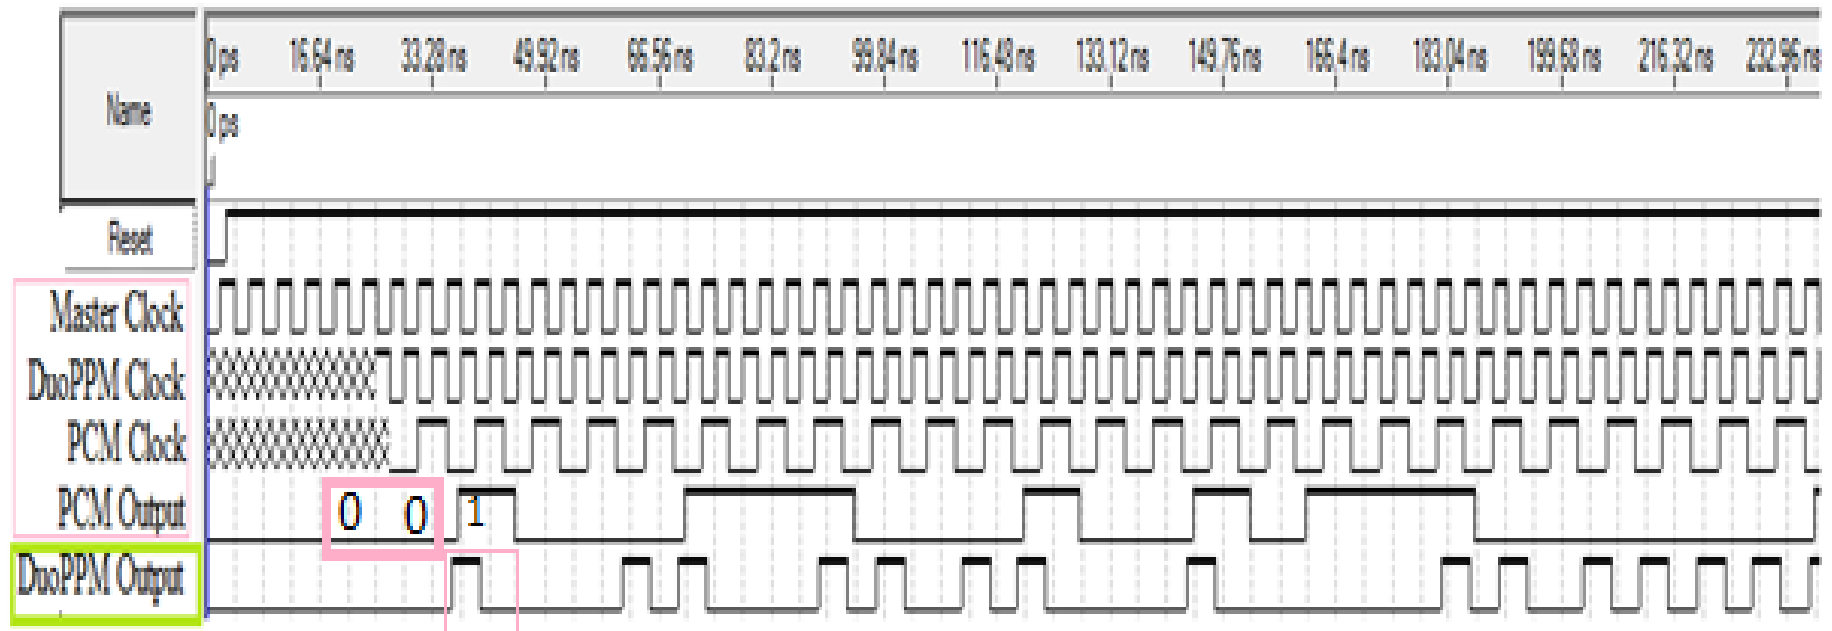 Name
0 ps 16.64 ns 33.28 ns 49.92 ns 66.56 ns 83.2 ns 99.84 ns 116.48 ns 133.12 ns 149.76 ns 166.4 ns 183.04 ns 199.68 ns 216.32 ns 232.96 ns
0 ps
Reset
Master Clock
DuoPPM Clock
PCM Clock
PCM Output 0 0 1
DuoPPM Output